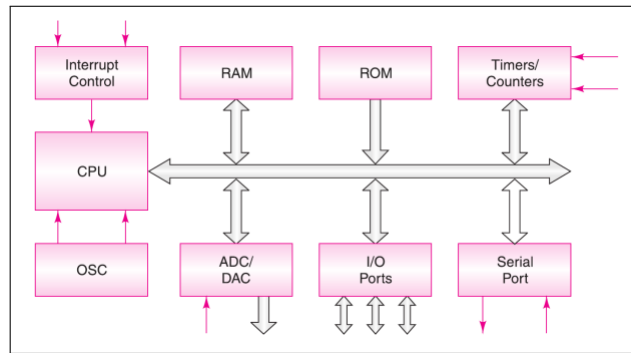 Interrupt
Control
RAM
ROM
Timers/
Counters
CPU
OSC
ADC/
DAC
I/O
Ports
Serial
Port